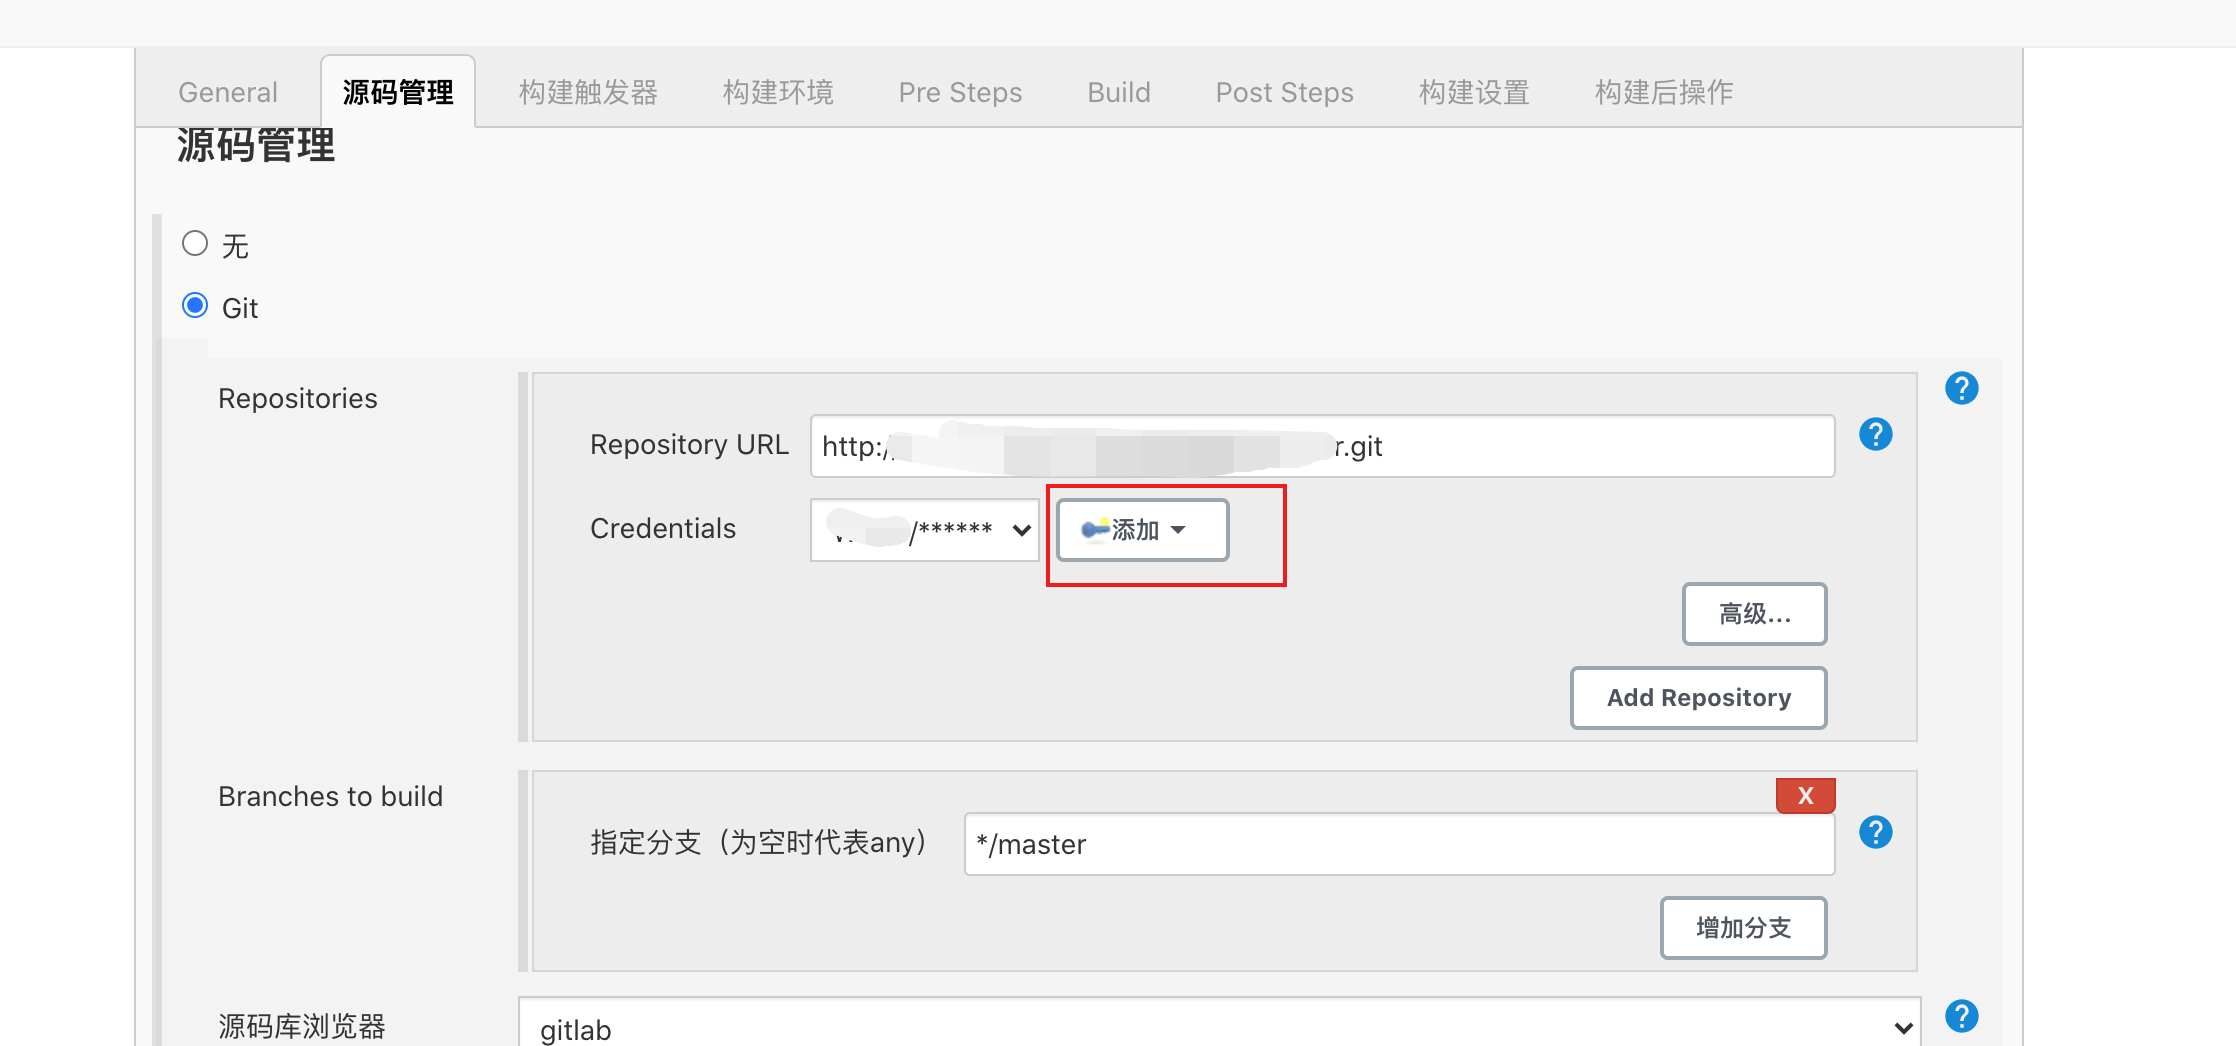 General 源码管理 构建触发器 构建环境 Pre Steps Build Post Steps 构建设置 构建后操作
源码管理
无
Git
Repositories
Repository URL http:/ r.git
Credentials /****** 添加
高级...
Add Repository
Branches to build
X
指定分支（为空时代表any） */master
增加分支
源码库浏览器 gitlab